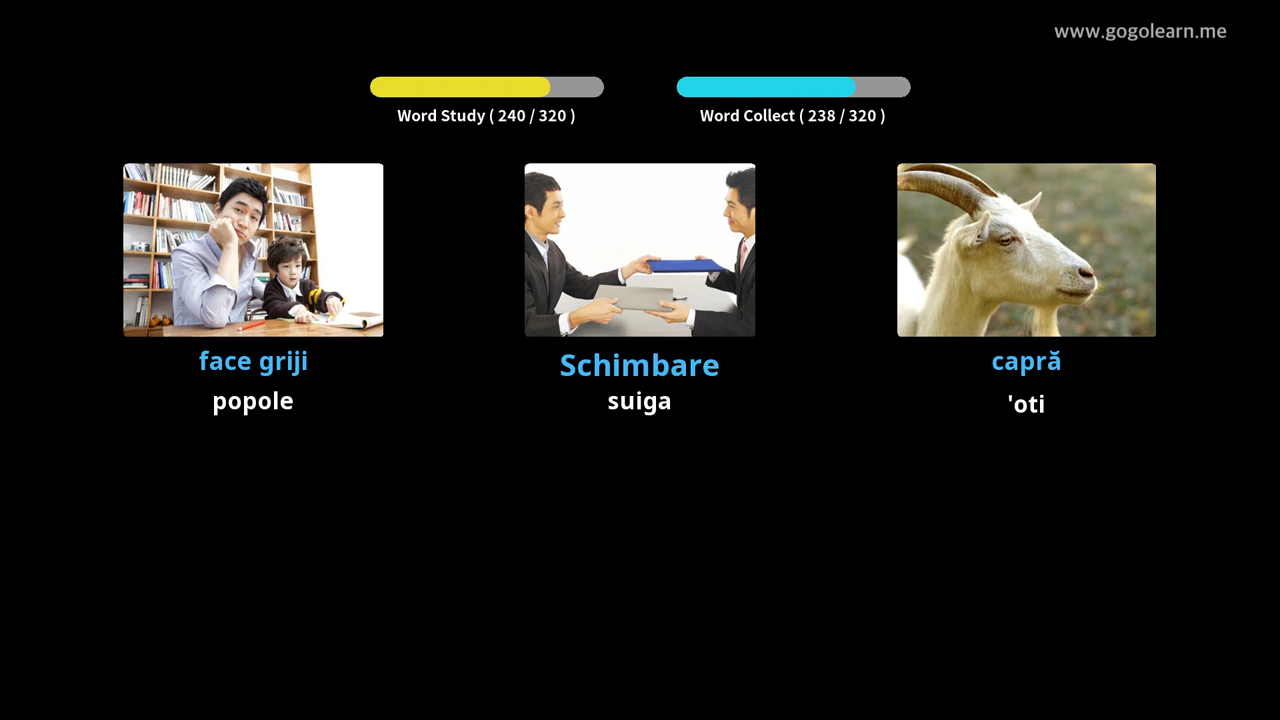 www.gogolearn.me
Word Study ( 240 / 320 )
Word Collect ( 238 / 320 )
face griji
popole
Schimbare
suiga
capră
'oti